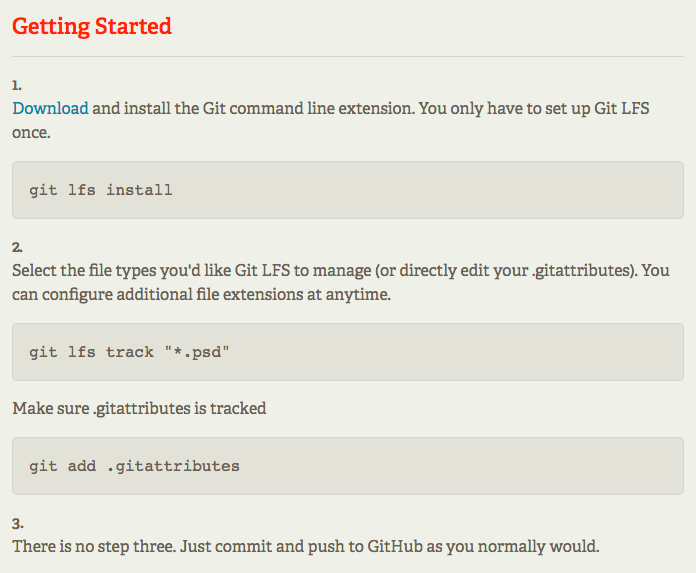 Getting Started
1.
Download and install the Git command line extension. You only have to set up Git LFS
once.
git lfs install
2.
Select the file types you'd like Git LFS to manage (or directly edit your .gitattributes). You
can configure additional file extensions at anytime.
git lfs track "*.psd"
Make sure .gitattributes is tracked
git add .gitattributes
3.
There is no step three. Just commit and push to GitHub as you normally would.